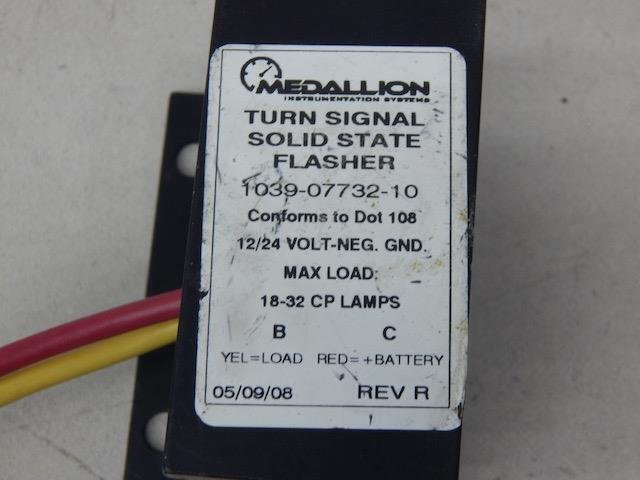 MEDALLION
INSTRUMENTATION SYSTEMS
TURN SIGNAL
SOLID STATE
FLASHER
1039-07732-10
Conforms to Dot 108
12/24 VOLT-NEG. GND.
MAX LOAD:
18-32 CP LAMPS
B C
YEL=LOAD RED=+BATTERY
05/09/08 REV R